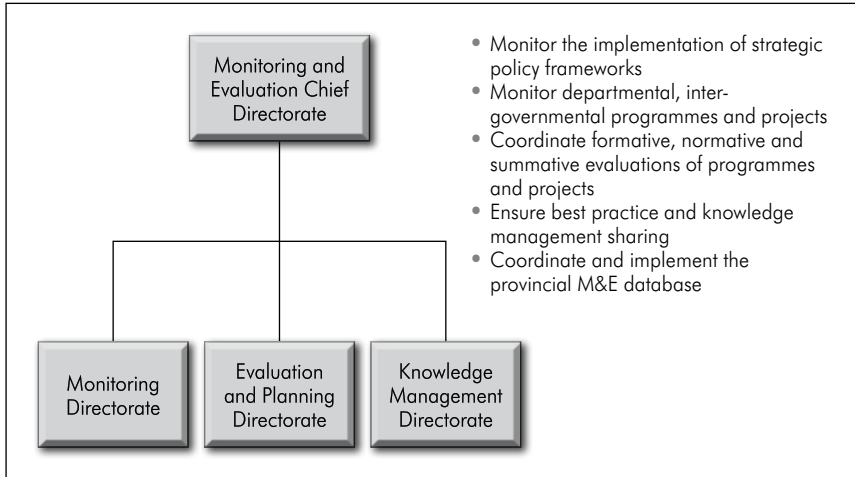 Monitoring and
Evaluation Chief
Directorate
• Monitor the implementation of strategic
policy frameworks
• Monitor departmental, inter-
governmental programmes and projects
• Coordinate formative, normative and
summative evaluations of programmes
and projects
• Ensure best practice and knowledge
management sharing
• Coordinate and implement the
provincial M&E database
Monitoring
Directorate
Evaluation
and Planning
Directorate
Knowledge
Management
Directorate